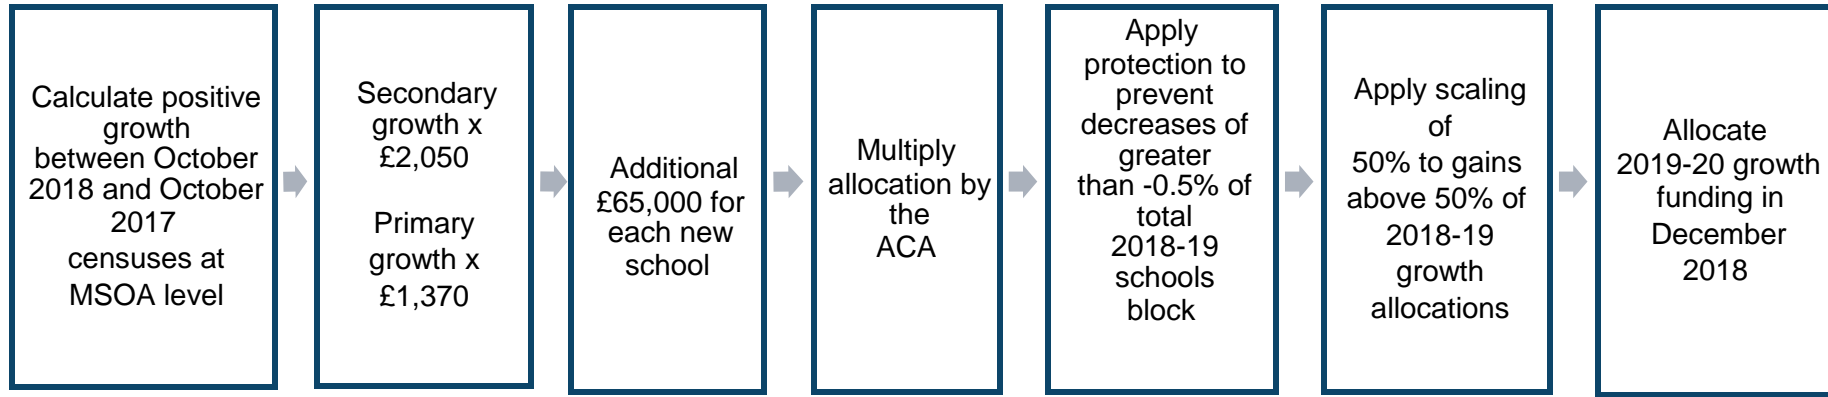 Calculate positive
growth
between October
2018 and October
2017
censuses at
MSOA level
Secondary
growth x
£2,050
Primary
growth x
£1,370
Additional
£65,000 for
each new
school
Multiply
allocation by
the
ACA
Apply
protection to
prevent
decreases of
greater
than -0.5% of
total
2018-19
schools
block
Apply scaling
of
50% to gains
above 50% of
2018-19
growth
allocations
Allocate
2019-20 growth
funding in
December
2018